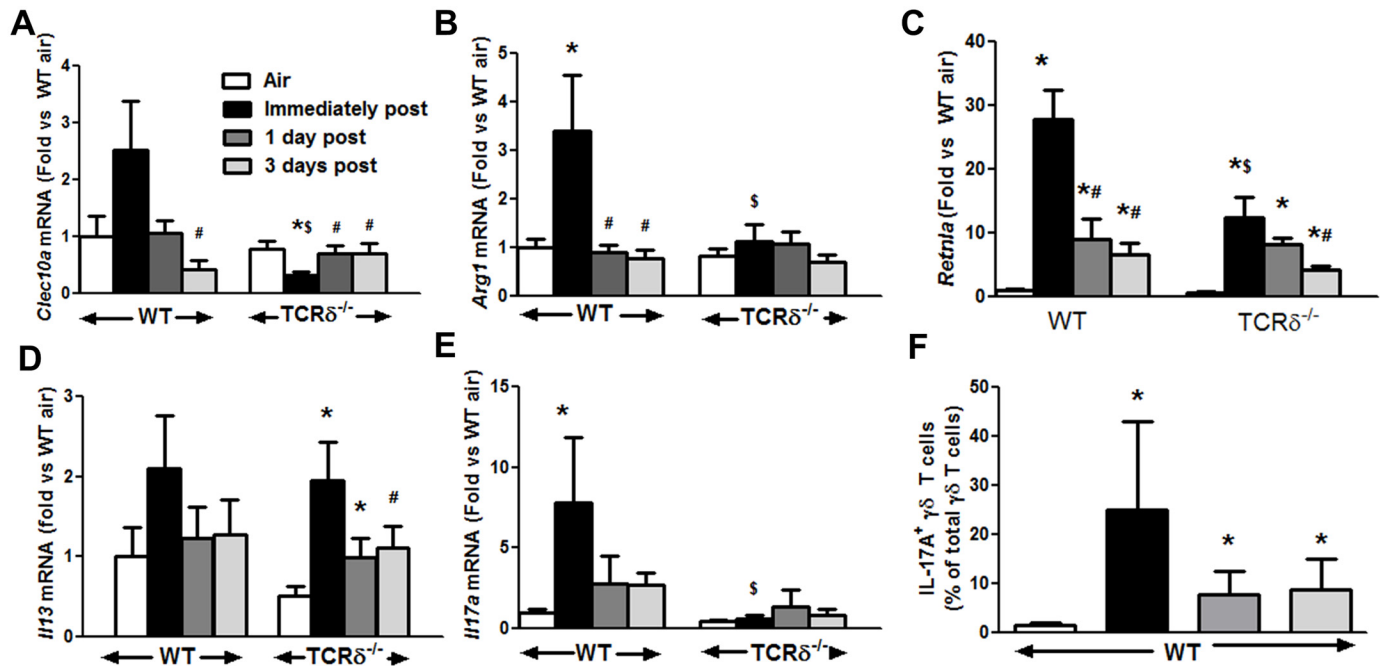 A
Clec10a mRNA (Fold vs WT air)
4
3
2
1
0
Air
Immediately post
1 day post
3 days post
#
*$
#
#
WT
TCRδ-/-
B
Arg1 mRNA (Fold vs WT air)
5
4
3
2
1
0
*
#
#
$
WT
TCRδ-/-
C
Retnla (Fold vs WT air)
40
30
20
10
0
*
*#
*#
*$
*
*#
WT
TCRδ-/-
D
Il13 mRNA (fold vs WT air)
3
2
1
0
*
*
#
WT
TCRδ-/-
E
Il17a mRNA (Fold vs WT air)
15
10
5
0
*
$
WT
TCRδ-/-
F
IL-17A+ γδ T cells
(% of total γδ T cells)
50
40
30
20
10
0
*
*
*
WT